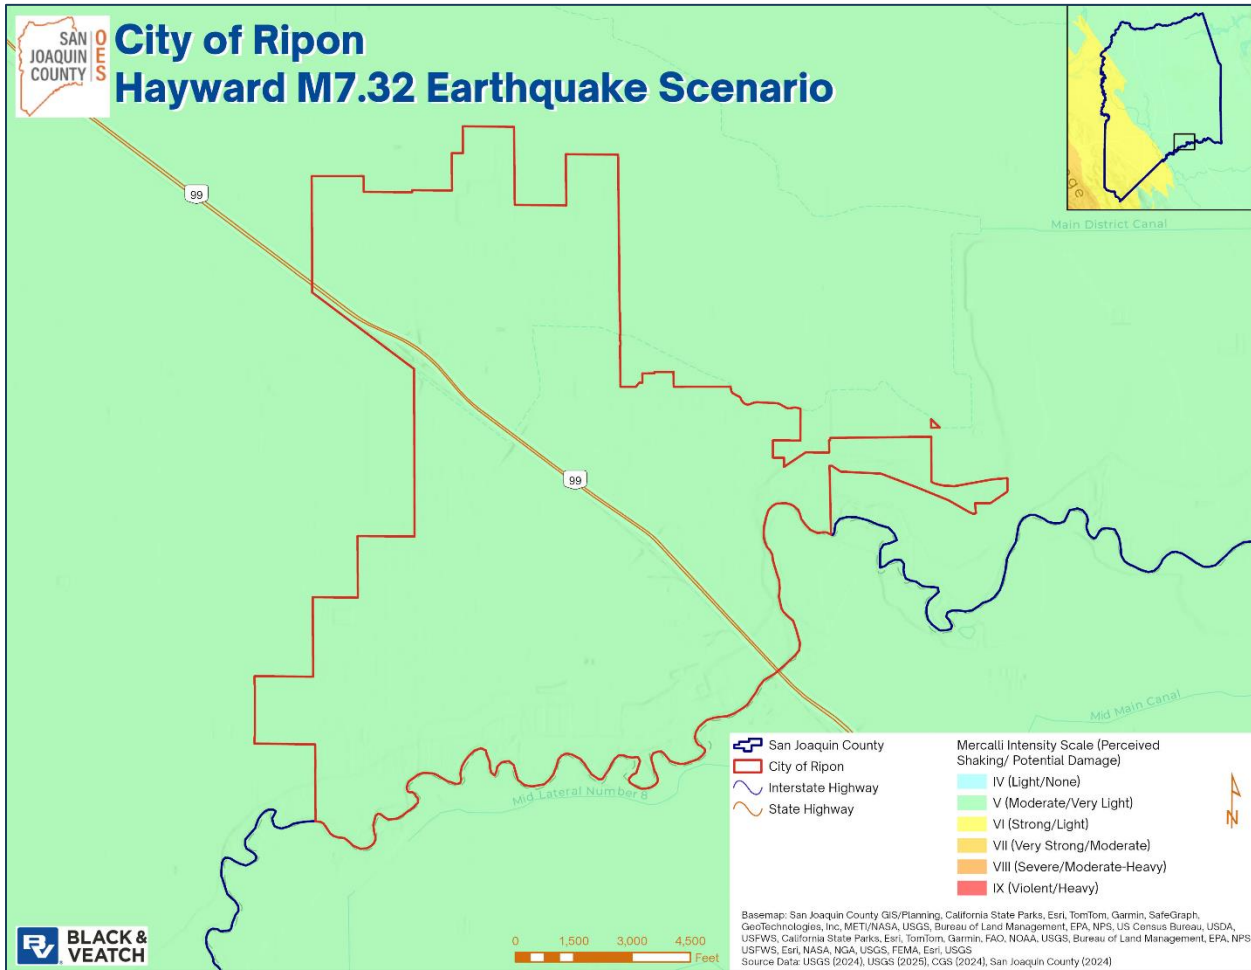 SAN
JOAQUIN
COUNTY
OES
City of Ripon
Hayward M7.32 Earthquake Scenario
99
ge
Main District Canal
99
Mid Main Canal
Mid Lateral Number 8
San Joaquin County
City of Ripon
Interstate Highway
State Highway
Mercalli Intensity Scale (Perceived
Shaking/ Potential Damage)
IV (Light/None)
V (Moderate/Very Light)
VI (Strong/Light)
VII (Very Strong/Moderate)
VIII (Severe/Moderate-Heavy)
IX (Violent/Heavy)
N
Basemap: San Joaquin County GIS/Planning, California State Parks, Esri, TomTom, Garmin, SafeGraph,
GeoTechnologies, Inc, METI/NASA, USGS, Bureau of Land Management, EPA, NPS, US Census Bureau, USDA,
USFWS, California State Parks, Esri, TomTom, Garmin, FAO, NOAA, USGS, Bureau of Land Management, EPA, NPS,
USFWS, Esri, NASA, NGA, USGS, FEMA, Esri, USGS
Source Data: USGS (2024), USGS (2025), CGS (2024), San Joaquin County (2024)
BV
BLACK &
VEATCH
0 1,500 3,000 4,500
Feet